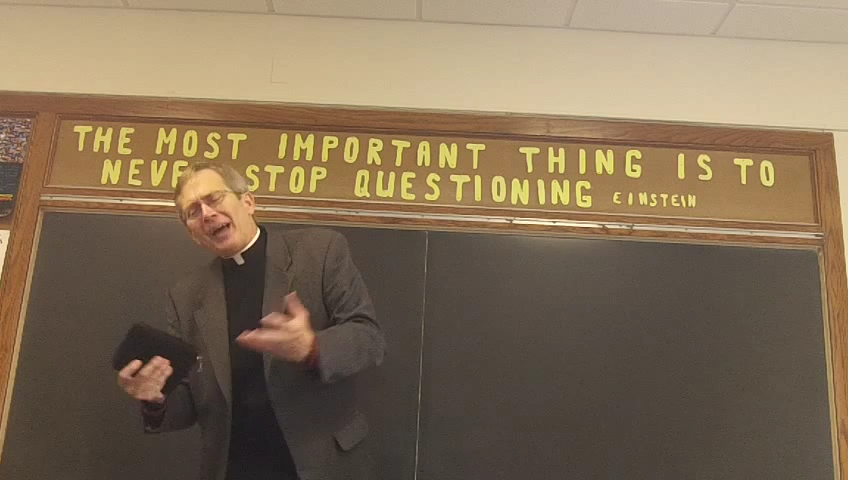 THE MOST IMPORTANT THING IS TO
NEVER STOP QUESTIONING EINSTEIN